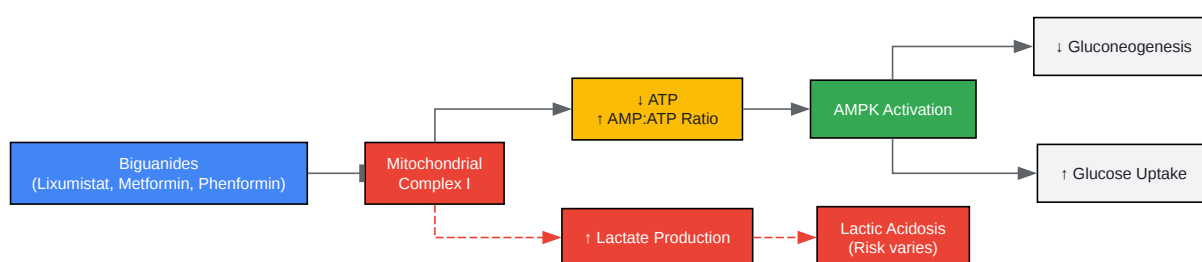 Biguanides
(Lixumistat, Metformin, Phenformin)
Mitochondrial
Complex I
↓ ATP
↑ AMP:ATP Ratio
AMPK Activation
↓ Gluconeogenesis
↑ Glucose Uptake
↑ Lactate Production
Lactic Acidosis
(Risk varies)